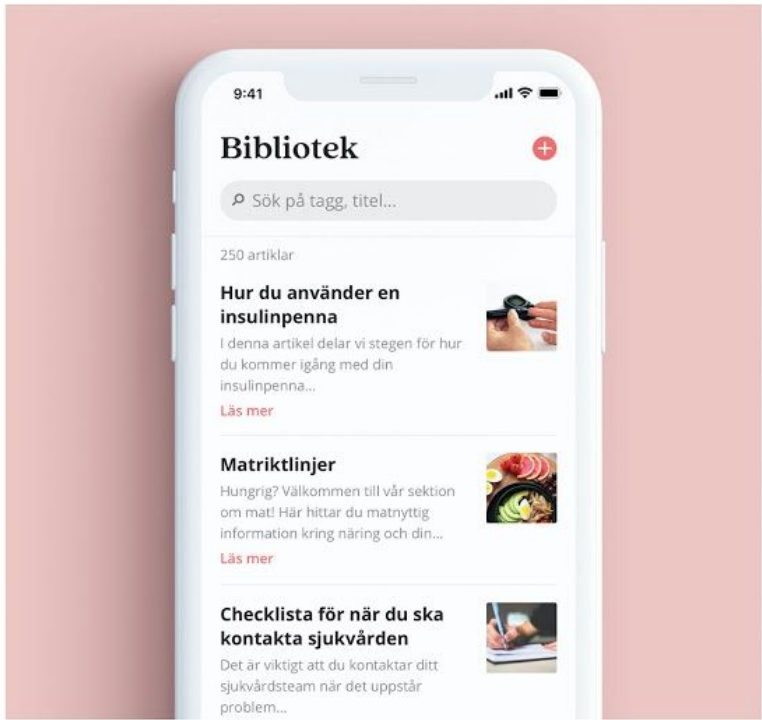 9:41
Bibliotek
Sök på tagg, titel...
250 artiklar
Hur du använder en
insulinpenna
I denna artikel delar vi stegen för hur
du kommer igång med din
insulinpenna...
Läs mer
Matriktlinjer
Hungrig? Välkommen till vår sektion
om mat! Här hittar du matnyttig
information kring näring och din...
Läs mer
Checklista för när du ska
kontakta sjukvården
Det är viktigt att du kontaktar ditt
sjukvårdsteam när det uppstår
problem...